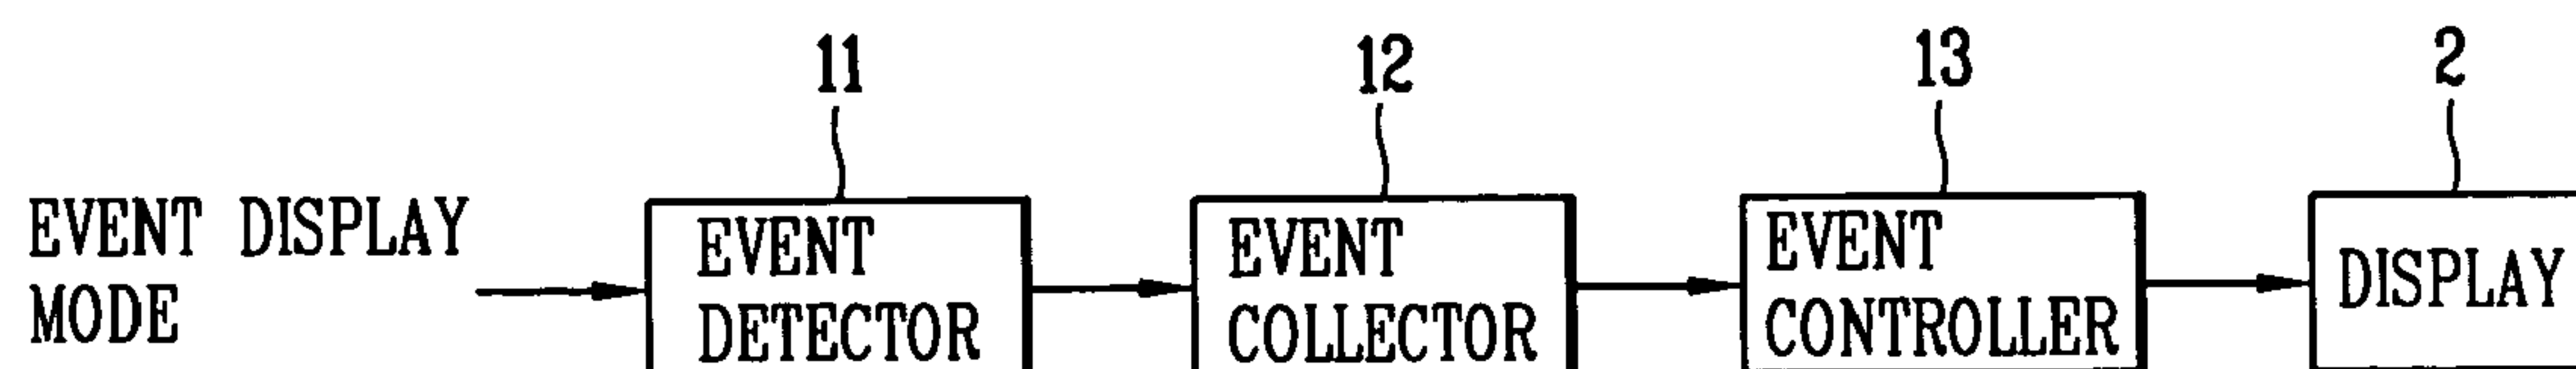 11
12
13
2
EVENT DISPLAY
MODE
EVENT
DETECTOR
EVENT
COLLECTOR
EVENT
CONTROLLER
DISPLAY